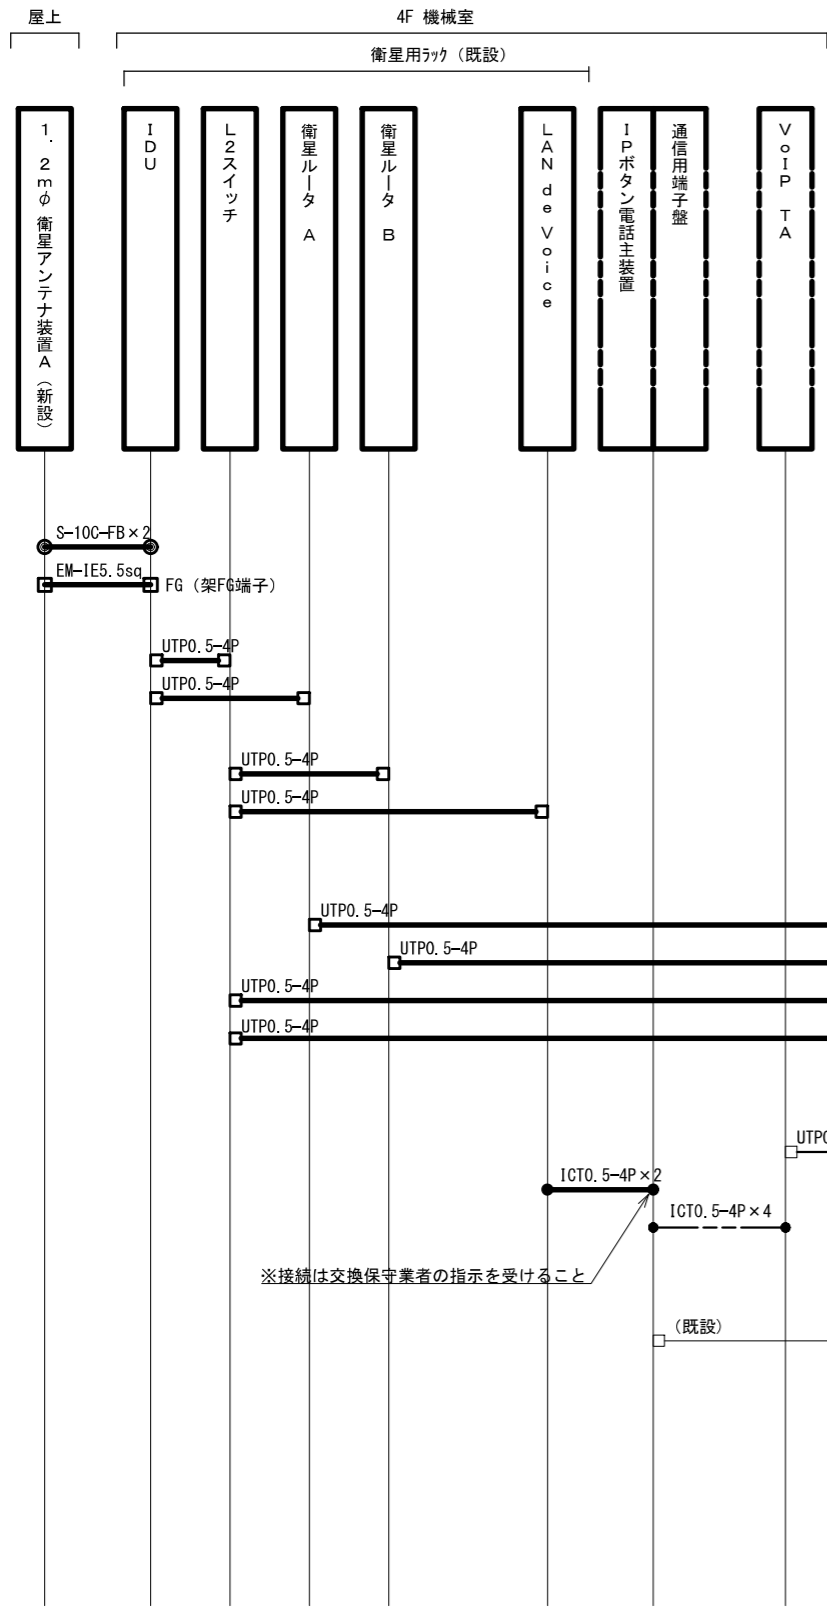 屋上
4F 機械室
衛星用ﾗｯｸ（既設）
１．２ｍφ 衛星アンテナ装置Ａ（新設）
ＩＤＵ
Ｌ２スイッチ
衛星ルータ Ａ
衛星ルータ Ｂ
ＬＡＮ ｄｅ Ｖｏｉｃｅ
ＩＰボタン電話主装置
通信用端子盤
ＶｏＩＰ ＴＡ
S-10C-FB×2
EM-IE5.5sq
FG（架FG端子）
UTP0.5-4P
UTP0.5-4P
UTP0.5-4P
UTP0.5-4P
UTP0.5-4P
UTP0.5-4P
UTP0.5-4P
UTP0.5-4P
UTP0
ICT0.5-4P×2
ICT0.5-4P×4
※接続は交換保守業者の指示を受けること
（既設）